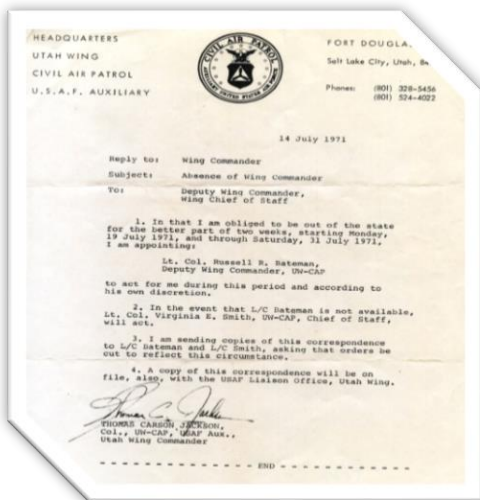 HEADQUARTERS
UTAH WING
CIVIL AIR PATROL
U.S.A.F. AUXILIARY
CIVIL AIR PATROL
FORT DOUGLA
Salt Lake City, Utah, 84
Phones: (801) 328-5456
(801) 524-4022
14 July 1971
Reply to: Wing Commander
Subject: Absence of Wing Commander
To: Deputy Wing Commander,
Wing Chief of Staff
1. In that I am obliged to be out of the state
for the better part of two weeks, starting Monday,
19 July 1971, and through Saturday, 31 July 1971,
I am appointing:
Lt. Col. Russell R. Bateman,
Deputy Wing Commander, UW-CAP
to act for me during this period and according to
his own discretion.
2. In the event that L/C Bateman is not available,
Lt. Col. Virginia E. Smith, UW-CAP, Chief of Staff,
will act.
3. I am sending copies of this correspondence
to L/C Bateman and L/C Smith, asking that orders be
cut to reflect this circumstance.
4. A copy of this correspondence will be on
file, also, with the USAF Liaison Office, Utah Wing.
Thomas C. Jackson
THOMAS CARSON JACKSON,
Col., UW-CAP, USAF Aux.,
Utah Wing Commander
- - - - - - - - - - - - - - END - - - - - - - - - - - -